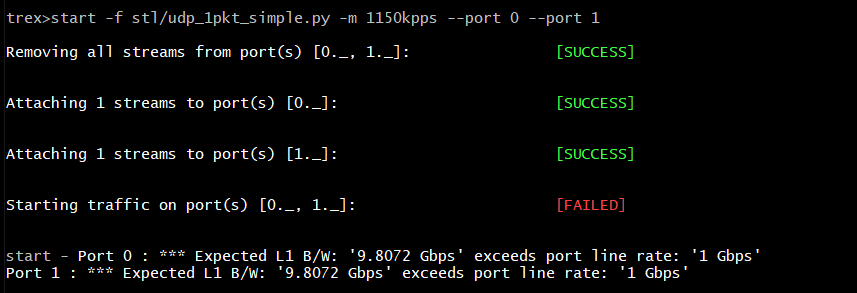 trex>start -f stl/udp_1pkt_simple.py -m 1150kpps --port 0 --port 1
Removing all streams from port(s) [0._, 1._]: [SUCCESS]
Attaching 1 streams to port(s) [0._]: [SUCCESS]
Attaching 1 streams to port(s) [1._]: [SUCCESS]
Starting traffic on port(s) [0._, 1._]: [FAILED]
start - Port 0 : *** Expected L1 B/W: '9.8072 Gbps' exceeds port line rate: '1 Gbps'
Port 1 : *** Expected L1 B/W: '9.8072 Gbps' exceeds port line rate: '1 Gbps'